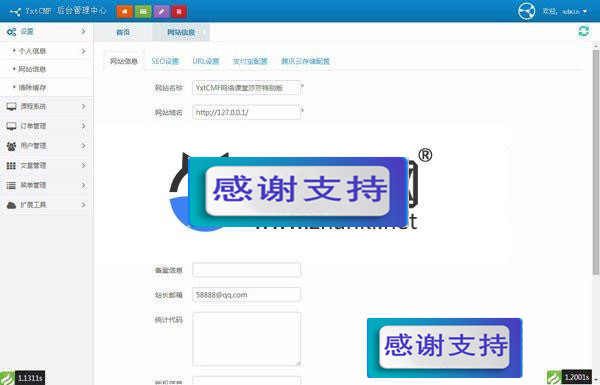 YxtCMF 后台管理中心
欢迎, admin
设置
首页
网站信息
个人信息
网站信息
清除缓存
课程系统
订单管理
用户管理
文章管理
菜单管理
扩展工具
网站信息 SEO设置 URL设置 支付宝配置 腾讯云存储配置
网站名称 YxtCMF网络课堂莎莎特别版 *
网站域名 http://127.0.0.1/ *
®
感谢支持
备案信息
站长邮箱 58888@qq.com
统计代码
感谢支持
版权信息
1.1311s
1.2001s